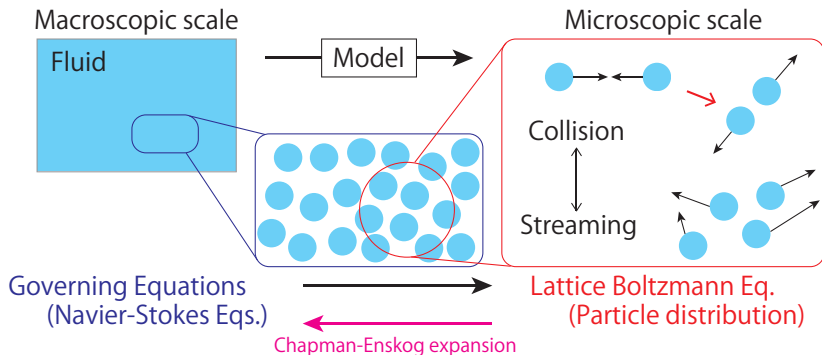 Macroscopic scale
Microscopic scale
Fluid
Model
Collision
Streaming
Governing Equations
(Navier-Stokes Eqs.)
Lattice Boltzmann Eq.
(Particle distribution)
Chapman-Enskog expansion